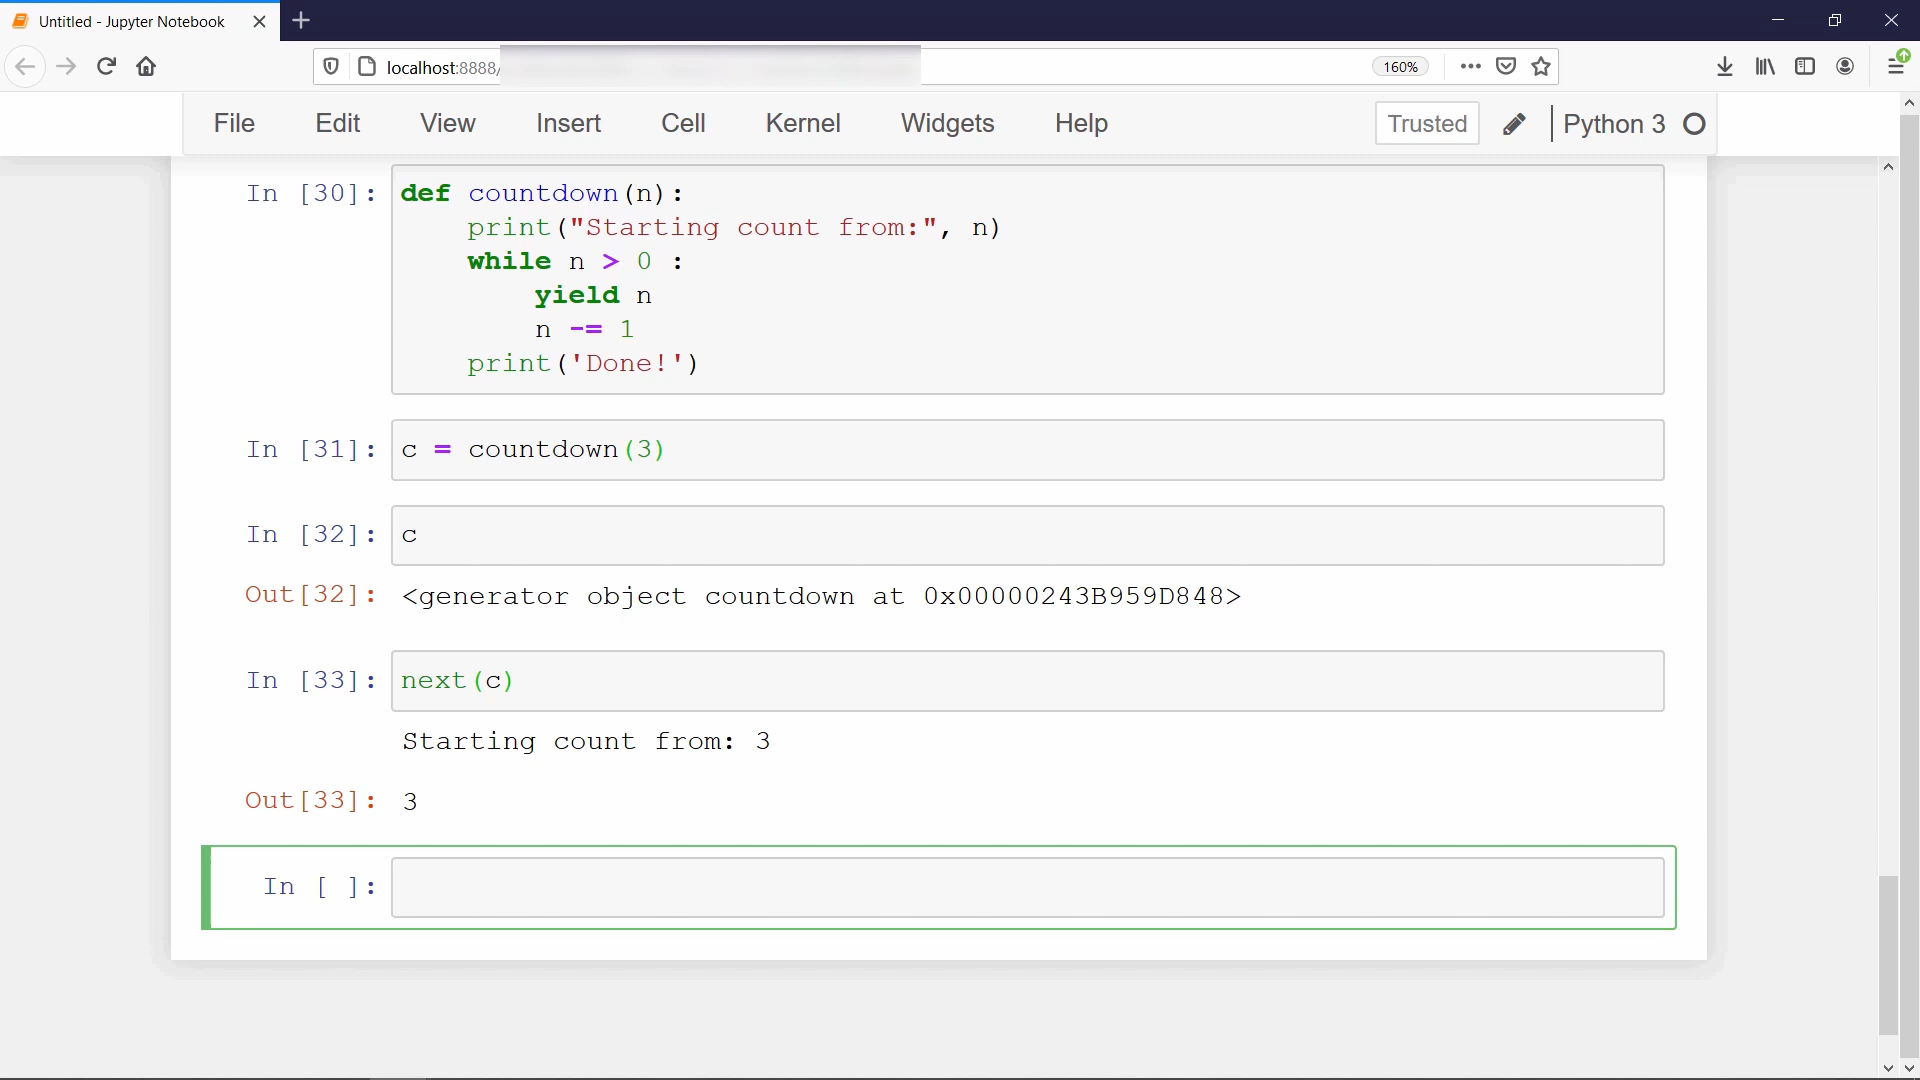 Untitled - Jupyter Notebook
localhost:8888/
160%
File Edit View Insert Cell Kernel Widgets Help
Trusted
Python 3
In [30]: def countdown(n):
    print("Starting count from:", n)
    while n > 0 :
        yield n
        n -= 1
    print('Done!')
In [31]: c = countdown(3)
In [32]: c
Out[32]: <generator object countdown at 0x00000243B959D848>
In [33]: next(c)
Starting count from: 3
Out[33]: 3
In [ ]: